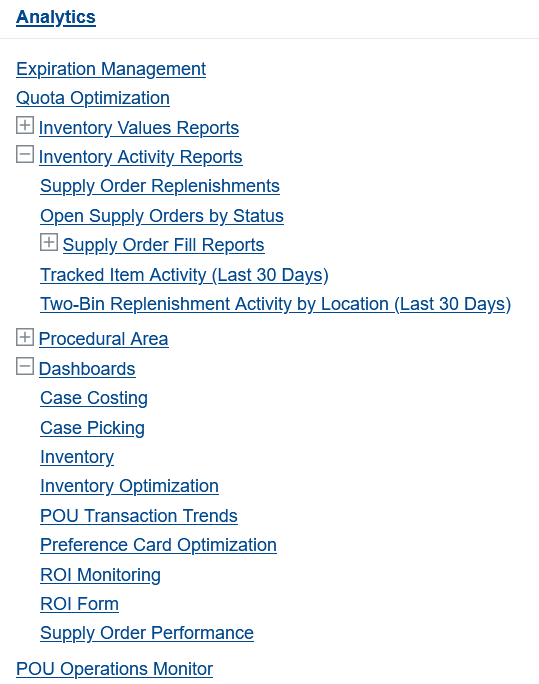 Analytics
Expiration Management
Quota Optimization
Inventory Values Reports
Inventory Activity Reports
Supply Order Replenishments
Open Supply Orders by Status
Supply Order Fill Reports
Tracked Item Activity (Last 30 Days)
Two-Bin Replenishment Activity by Location (Last 30 Days)
Procedural Area
Dashboards
Case Costing
Case Picking
Inventory
Inventory Optimization
POU Transaction Trends
Preference Card Optimization
ROI Monitoring
ROI Form
Supply Order Performance
POU Operations Monitor